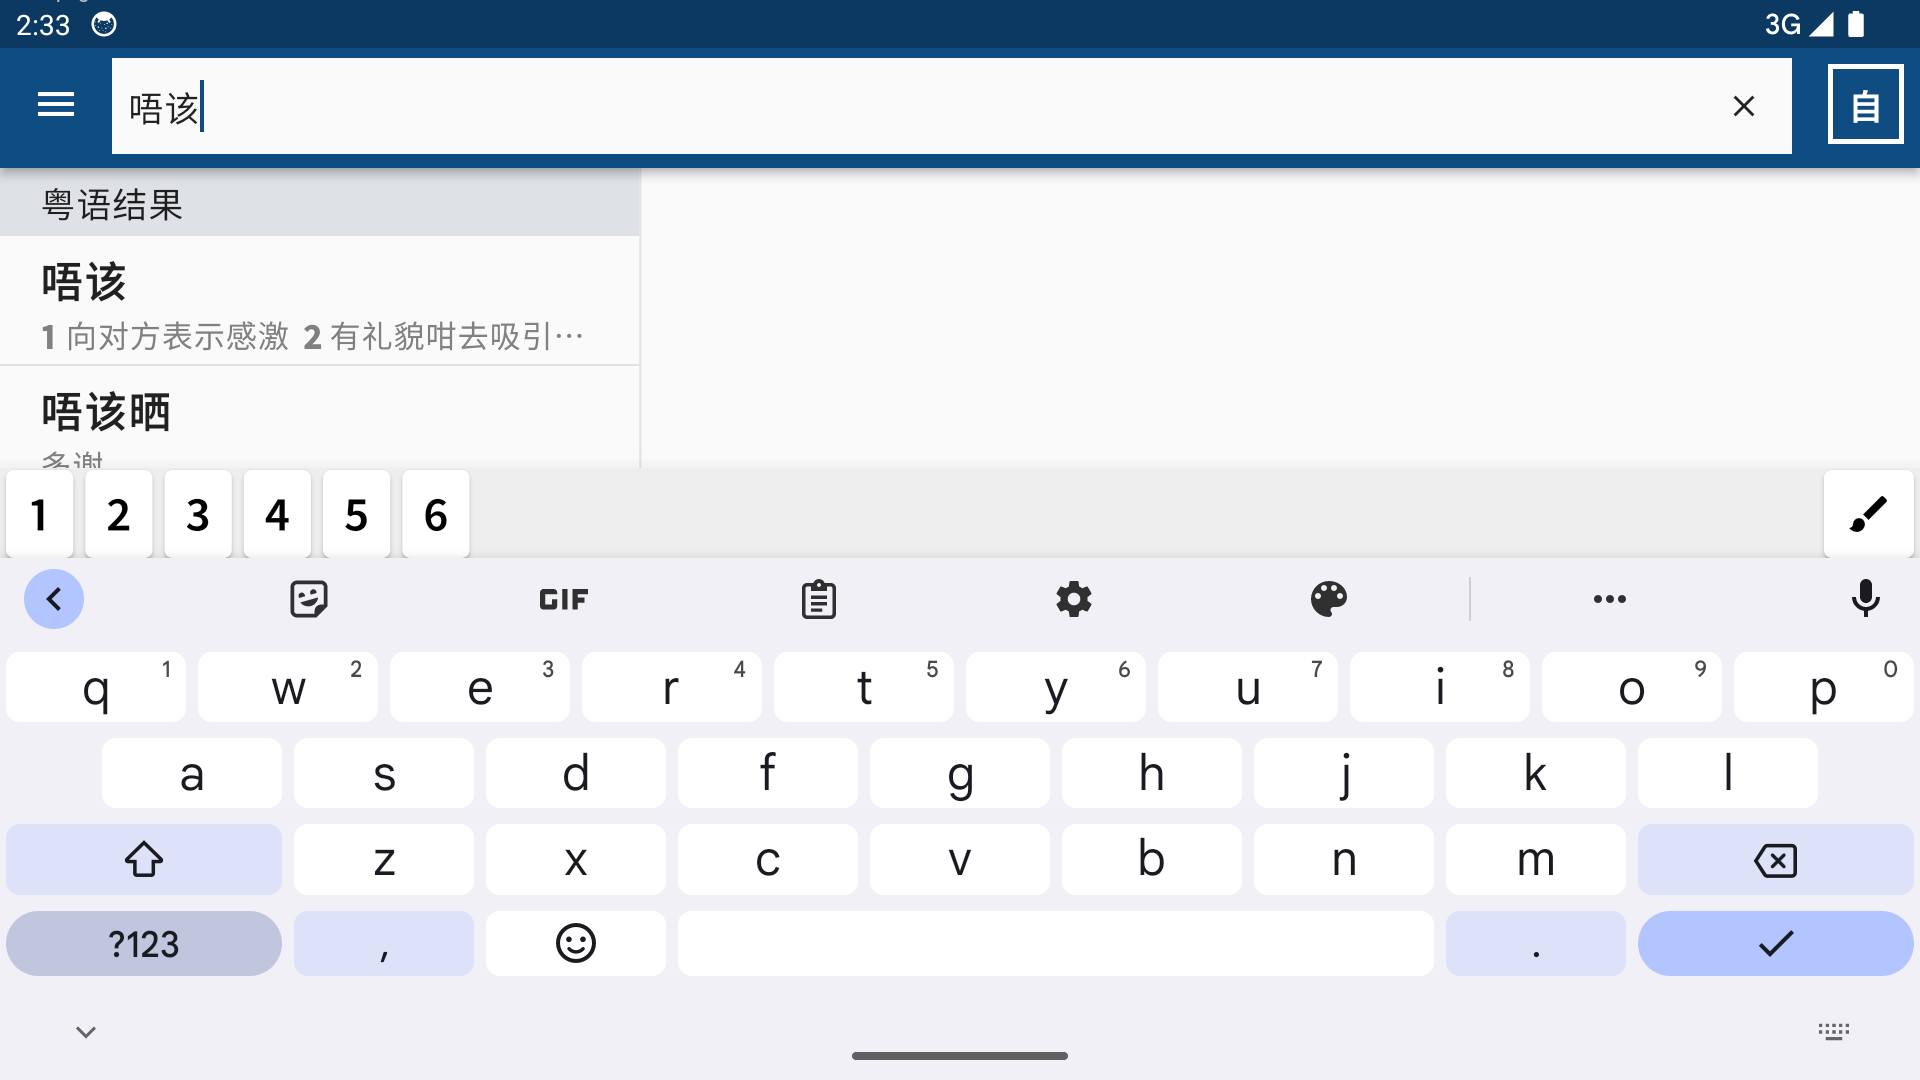 2:33
3G
唔该
自
粤语结果
唔该
1 向对方表示感激 2 有礼貌咁去吸引…
唔该晒
多谢
1 2 3 4 5 6
GIF
q 1 w 2 e 3 r 4 t 5 y 6 u 7 i 8 o 9 p 0
a s d f g h j k l
z x c v b n m
?123 , .